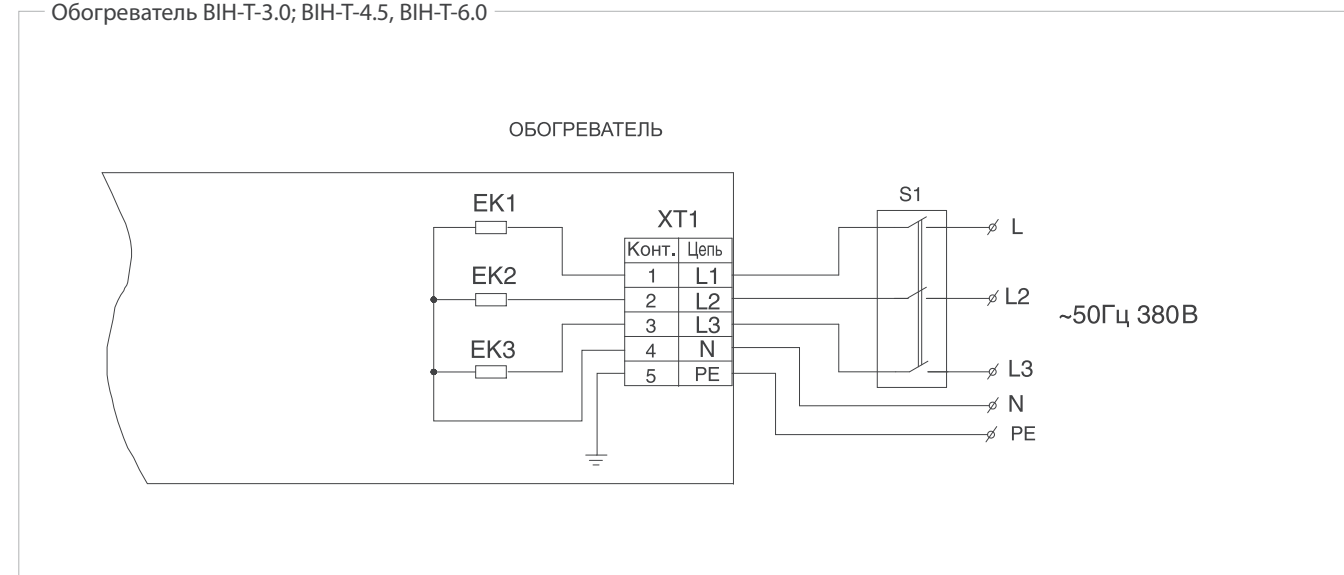 Обогреватель BIH-T-3.0; BIH-T-4.5, BIH-T-6.0
ОБОГРЕВАТЕЛЬ
EK1
EK2
EK3
XT1
Конт. Цепь
1 L1
2 L2
3 L3
4 N
5 PE
S1
L
L2
L3
N
PE
~50Гц 380В